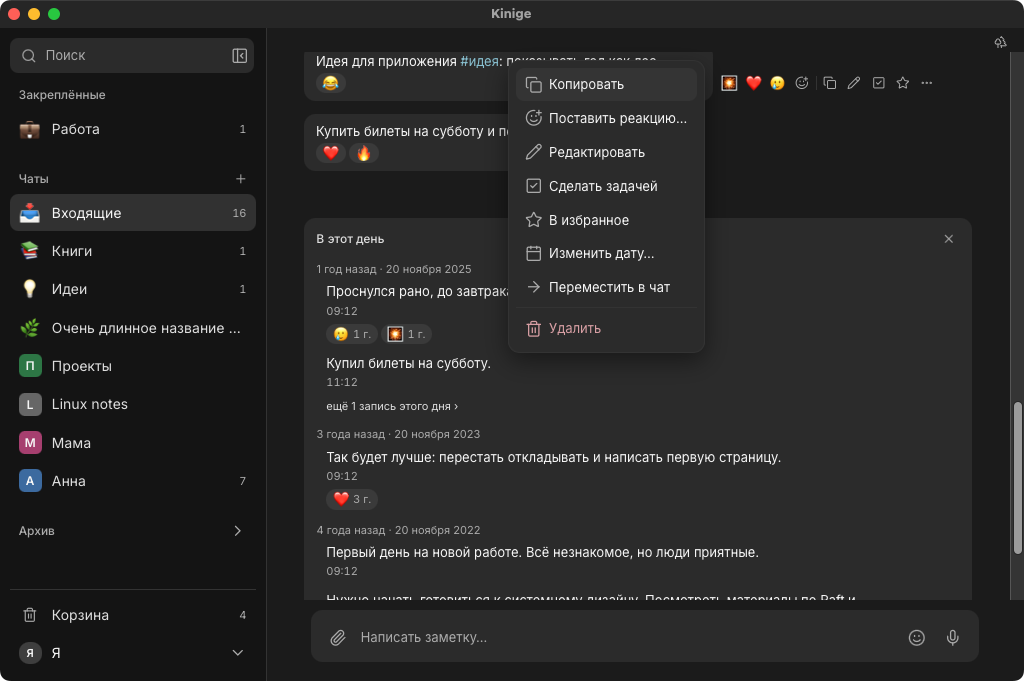 Kinige
Поиск
Закреплённые
Работа 1
Чаты
Входящие 16
Книги 1
Идеи 1
Очень длинное название ...
П Проекты
L Linux notes
М Мама
А Анна 7
Архив
Корзина 4
Я Я
Идея для приложения #идея: показывать год как
Купить билеты на субботу и
Копировать
Поставить реакцию...
Редактировать
Сделать задачей
В избранное
Изменить дату...
Переместить в чат
Удалить
В этот день
1 год назад · 20 ноября 2025
Проснулся рано, до
09:12
1 г. 1 г.
Купил билеты на субботу.
11:12
ещё 1 запись этого дня ›
3 года назад · 20 ноября 2023
Так будет лучше: перестать откладывать и написать первую страницу.
09:12
3 г.
4 года назад · 20 ноября 2022
Первый день на новой работе. Всё незнакомое, но люди приятные.
09:12
Нужно начать готовиться к системному дизайну. Посмотреть материалы по Raft и
Написать заметку...